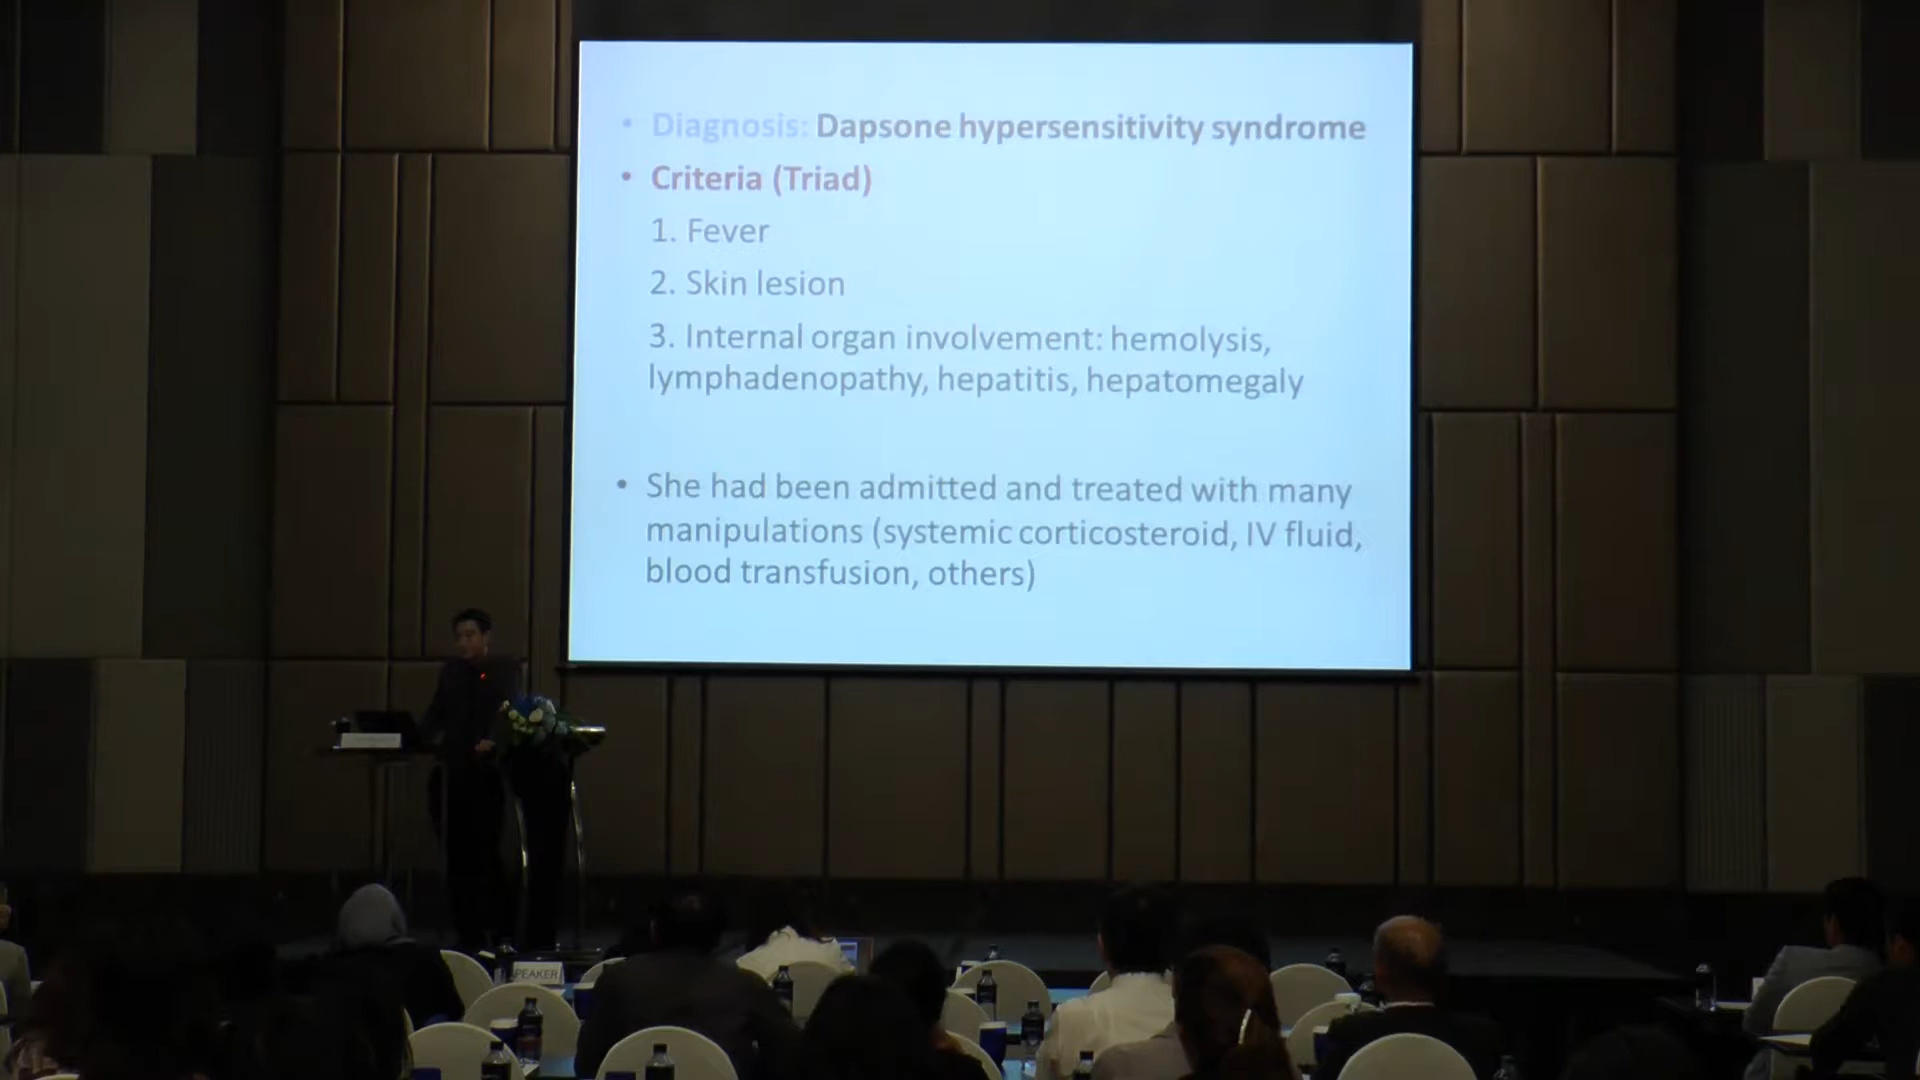 • Diagnosis: Dapsone hypersensitivity syndrome
• Criteria (Triad)
1. Fever
2. Skin lesion
3. Internal organ involvement: hemolysis,
lymphadenopathy, hepatitis, hepatomegaly
• She had been admitted and treated with many
manipulations (systemic corticosteroid, IV fluid,
blood transfusion, others)
SPEAKER